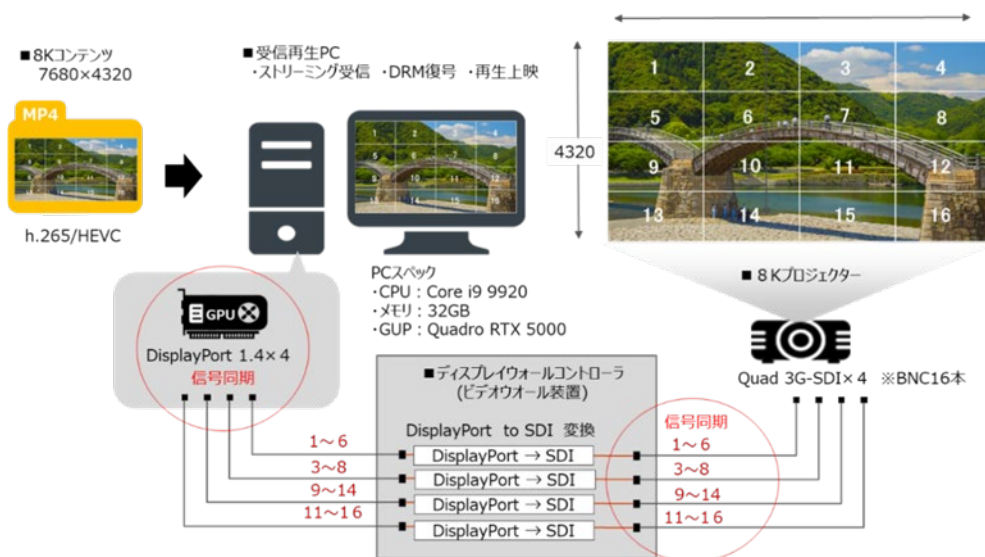 ■8Kコンテンツ
7680×4320
MP4
h.265/HEVC
■受信再生PC
・ストリーミング受信 ・DRM復号 ・再生上映
PCスペック
・CPU：Core i9 9920
・メモリ：32GB
・GUP：Quadro RTX 5000
GPU
DisplayPort 1.4×4
信号同期
1～6
3～8
9～14
11～16
■ディスプレイウォールコントローラ
(ビデオウオール装置)
DisplayPort to SDI 変換
DisplayPort → SDI
DisplayPort → SDI
DisplayPort → SDI
DisplayPort → SDI
信号同期
1～6
3～8
9～14
11～16
4320
1 2 3 4
5 6 7 8
9 10 11 12
13 14 15 16
■8Kプロジェクター
Quad 3G-SDI×4 ※BNC16本